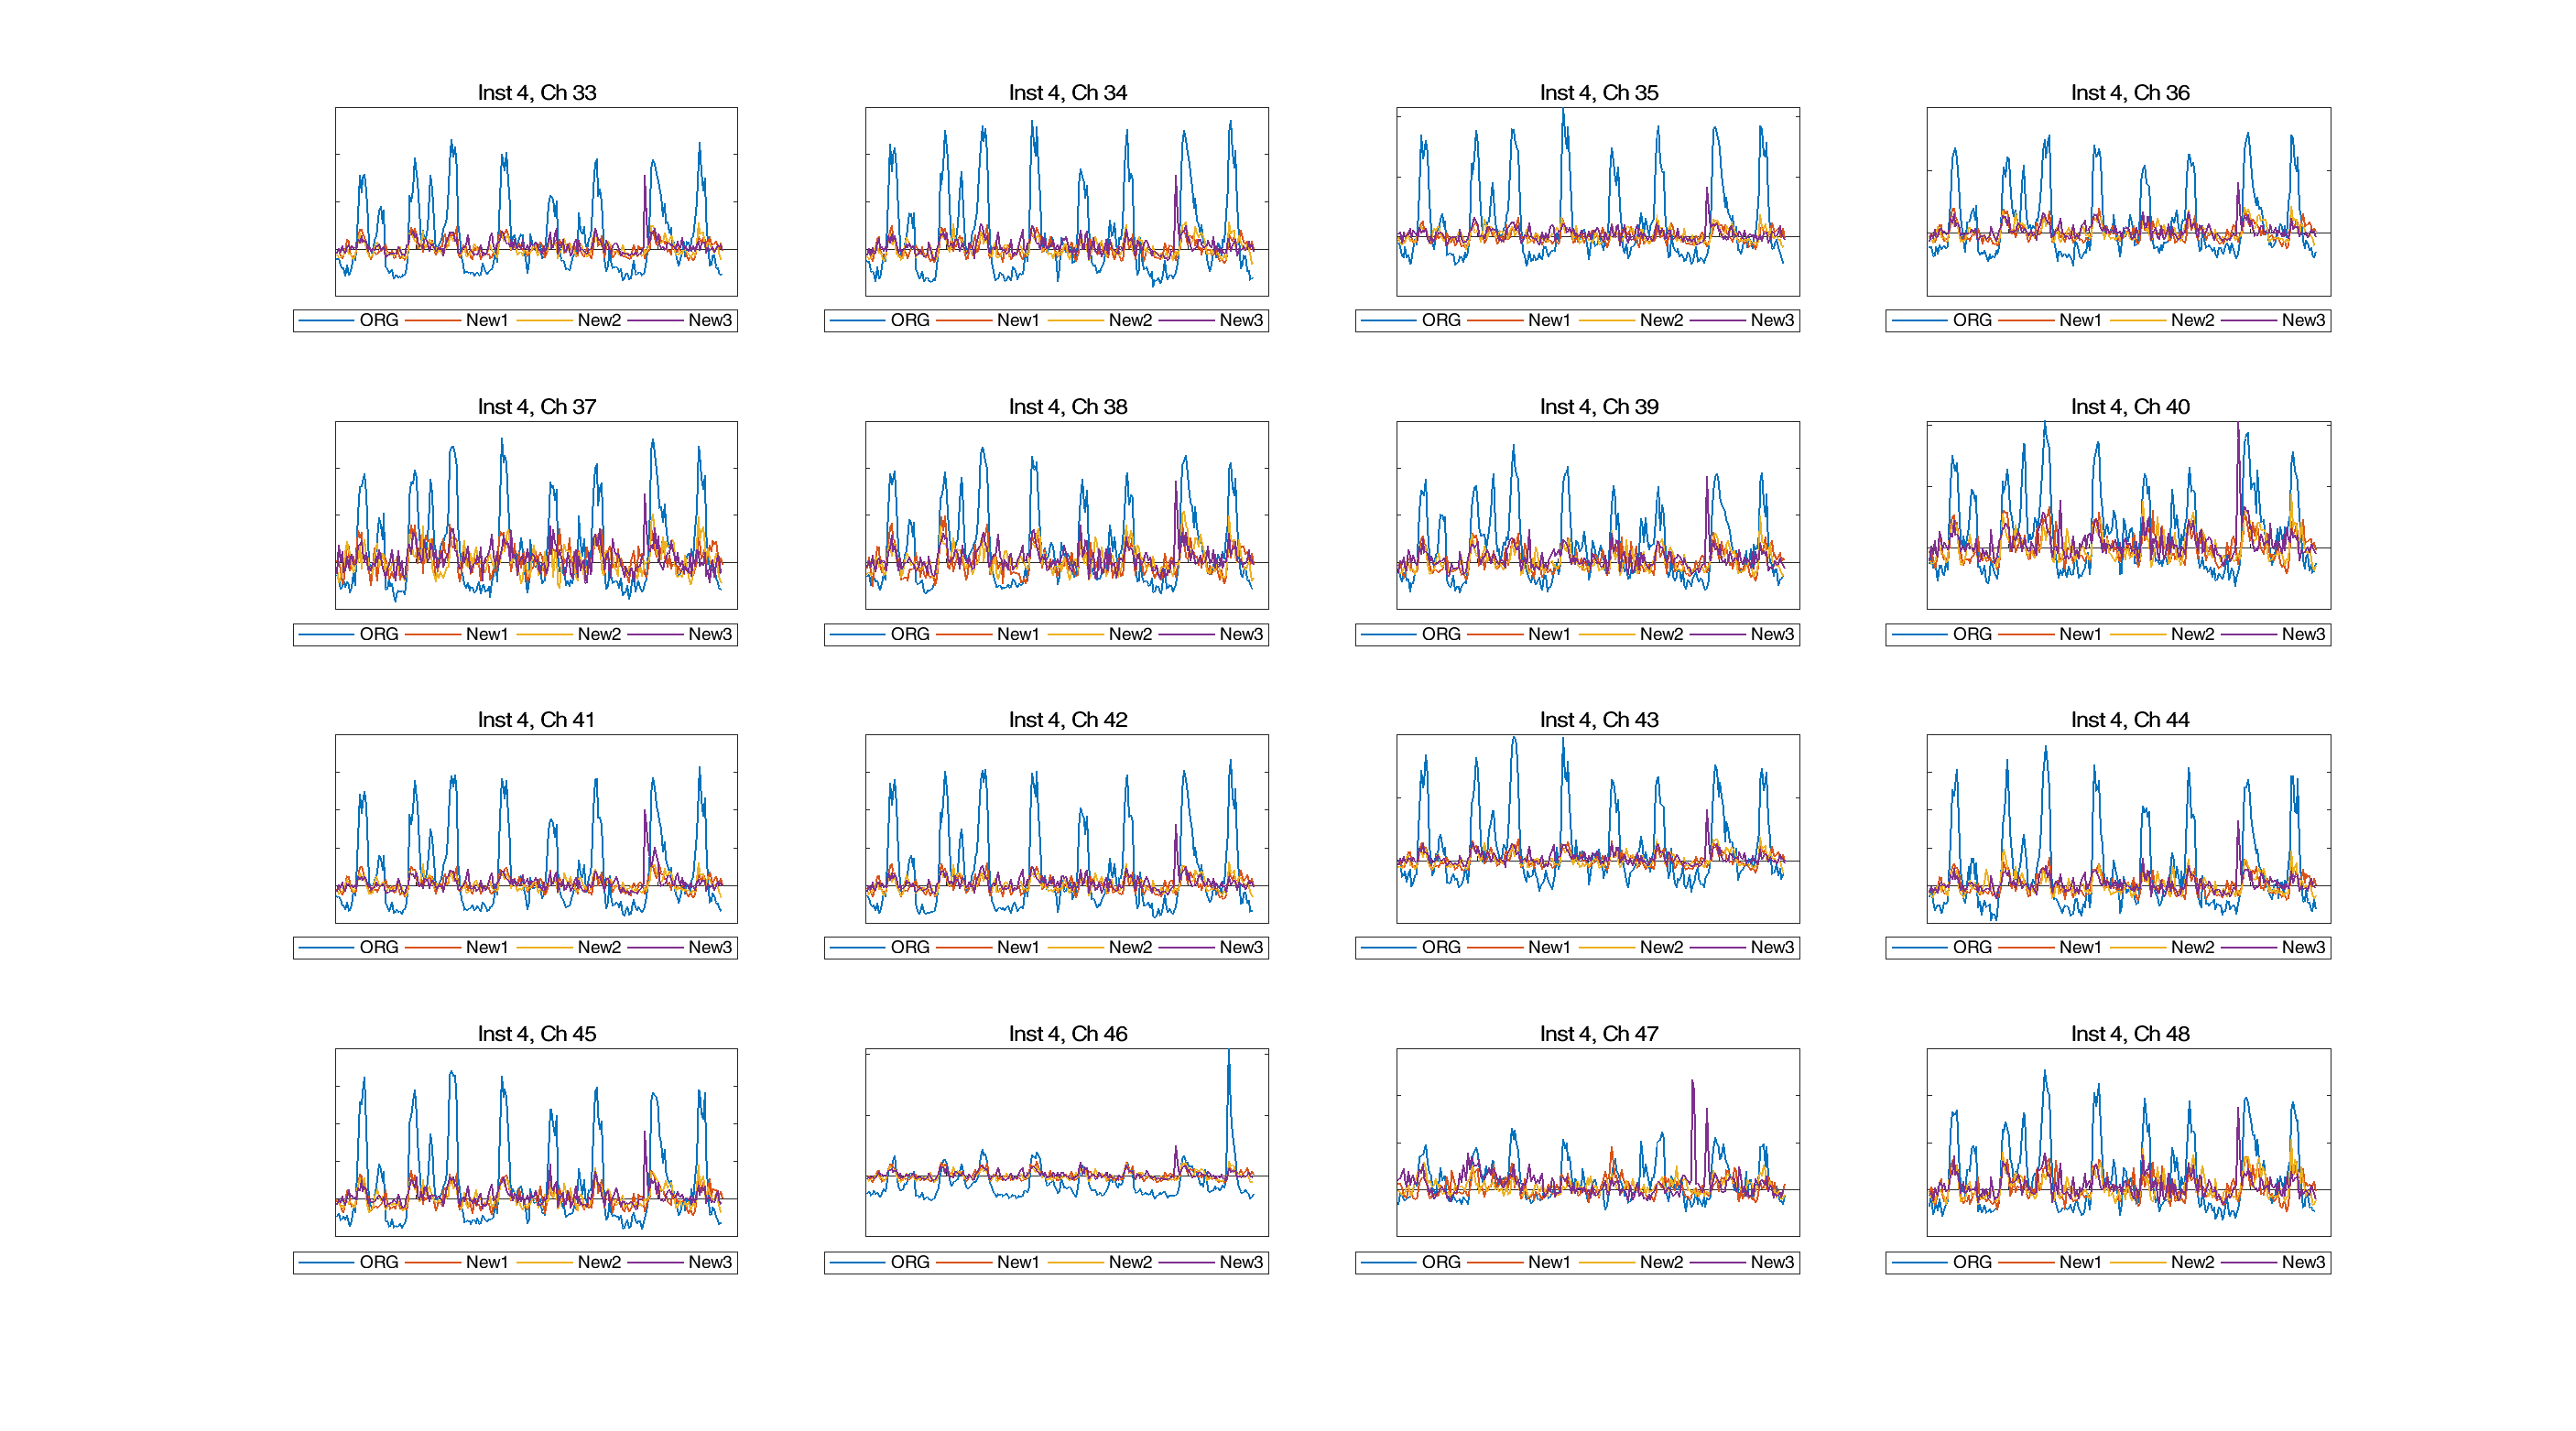 Inst 4, Ch 33
Inst 4, Ch 34
Inst 4, Ch 35
Inst 4, Ch 36
ORG New1 New2 New3
ORG New1 New2 New3
ORG New1 New2 New3
ORG New1 New2 New3
Inst 4, Ch 37
Inst 4, Ch 38
Inst 4, Ch 39
Inst 4, Ch 40
ORG New1 New2 New3
ORG New1 New2 New3
ORG New1 New2 New3
ORG New1 New2 New3
Inst 4, Ch 41
Inst 4, Ch 42
Inst 4, Ch 43
Inst 4, Ch 44
ORG New1 New2 New3
ORG New1 New2 New3
ORG New1 New2 New3
ORG New1 New2 New3
Inst 4, Ch 45
Inst 4, Ch 46
Inst 4, Ch 47
Inst 4, Ch 48
ORG New1 New2 New3
ORG New1 New2 New3
ORG New1 New2 New3
ORG New1 New2 New3